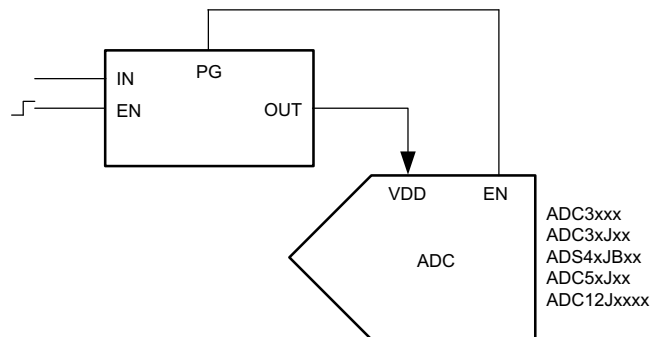 PG
IN
EN
OUT
VDD
EN
ADC
ADC3xxx
ADC3xJxx
ADS4xJBxx
ADC5xJxx
ADC12Jxxxx